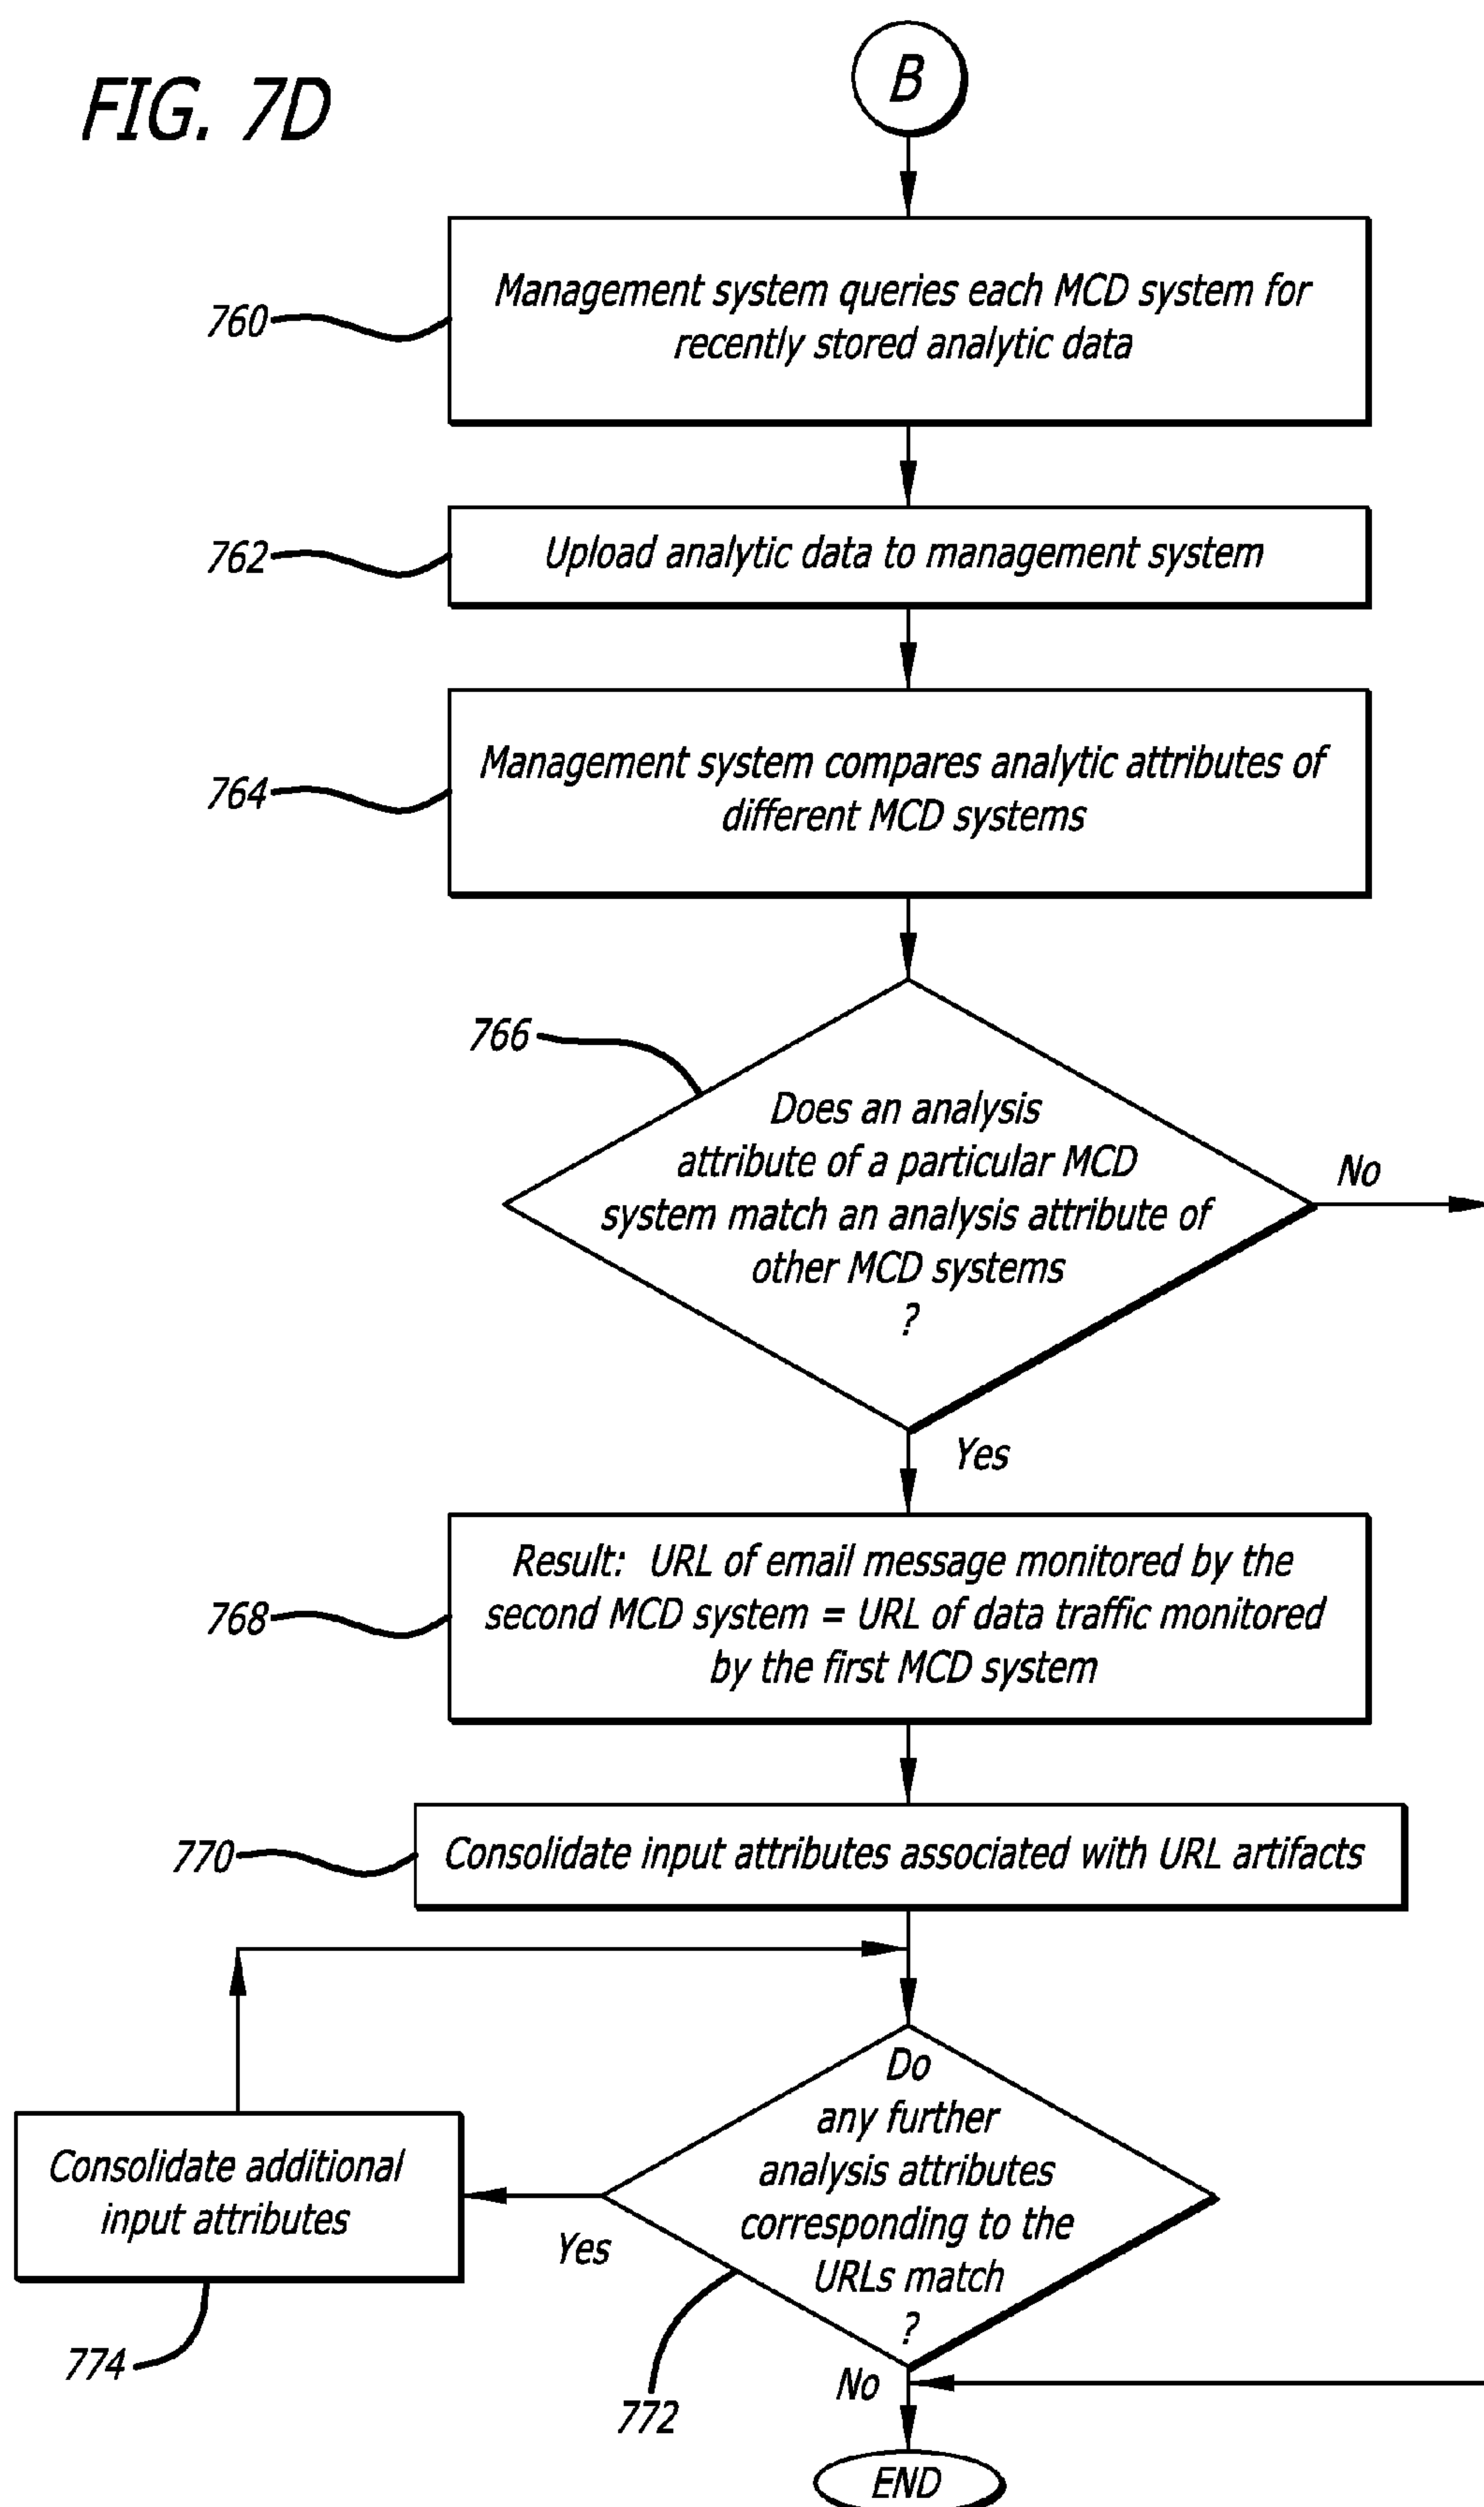 FIG. 7D
B
760
Management system queries each MCD system for
recently stored analytic data
762
Upload analytic data to management system
764
Management system compares analytic attributes of
different MCD systems
766
Does an analysis
attribute of a particular MCD
system match an analysis attribute of
other MCD systems
?
No
Yes
768
Result: URL of email message monitored by the
second MCD system = URL of data traffic monitored
by the first MCD system
770
Consolidate input attributes associated with URL artifacts
Do
any further
analysis attributes
corresponding to the
URLs match
?
Yes
Consolidate additional
input attributes
774
772
No
END